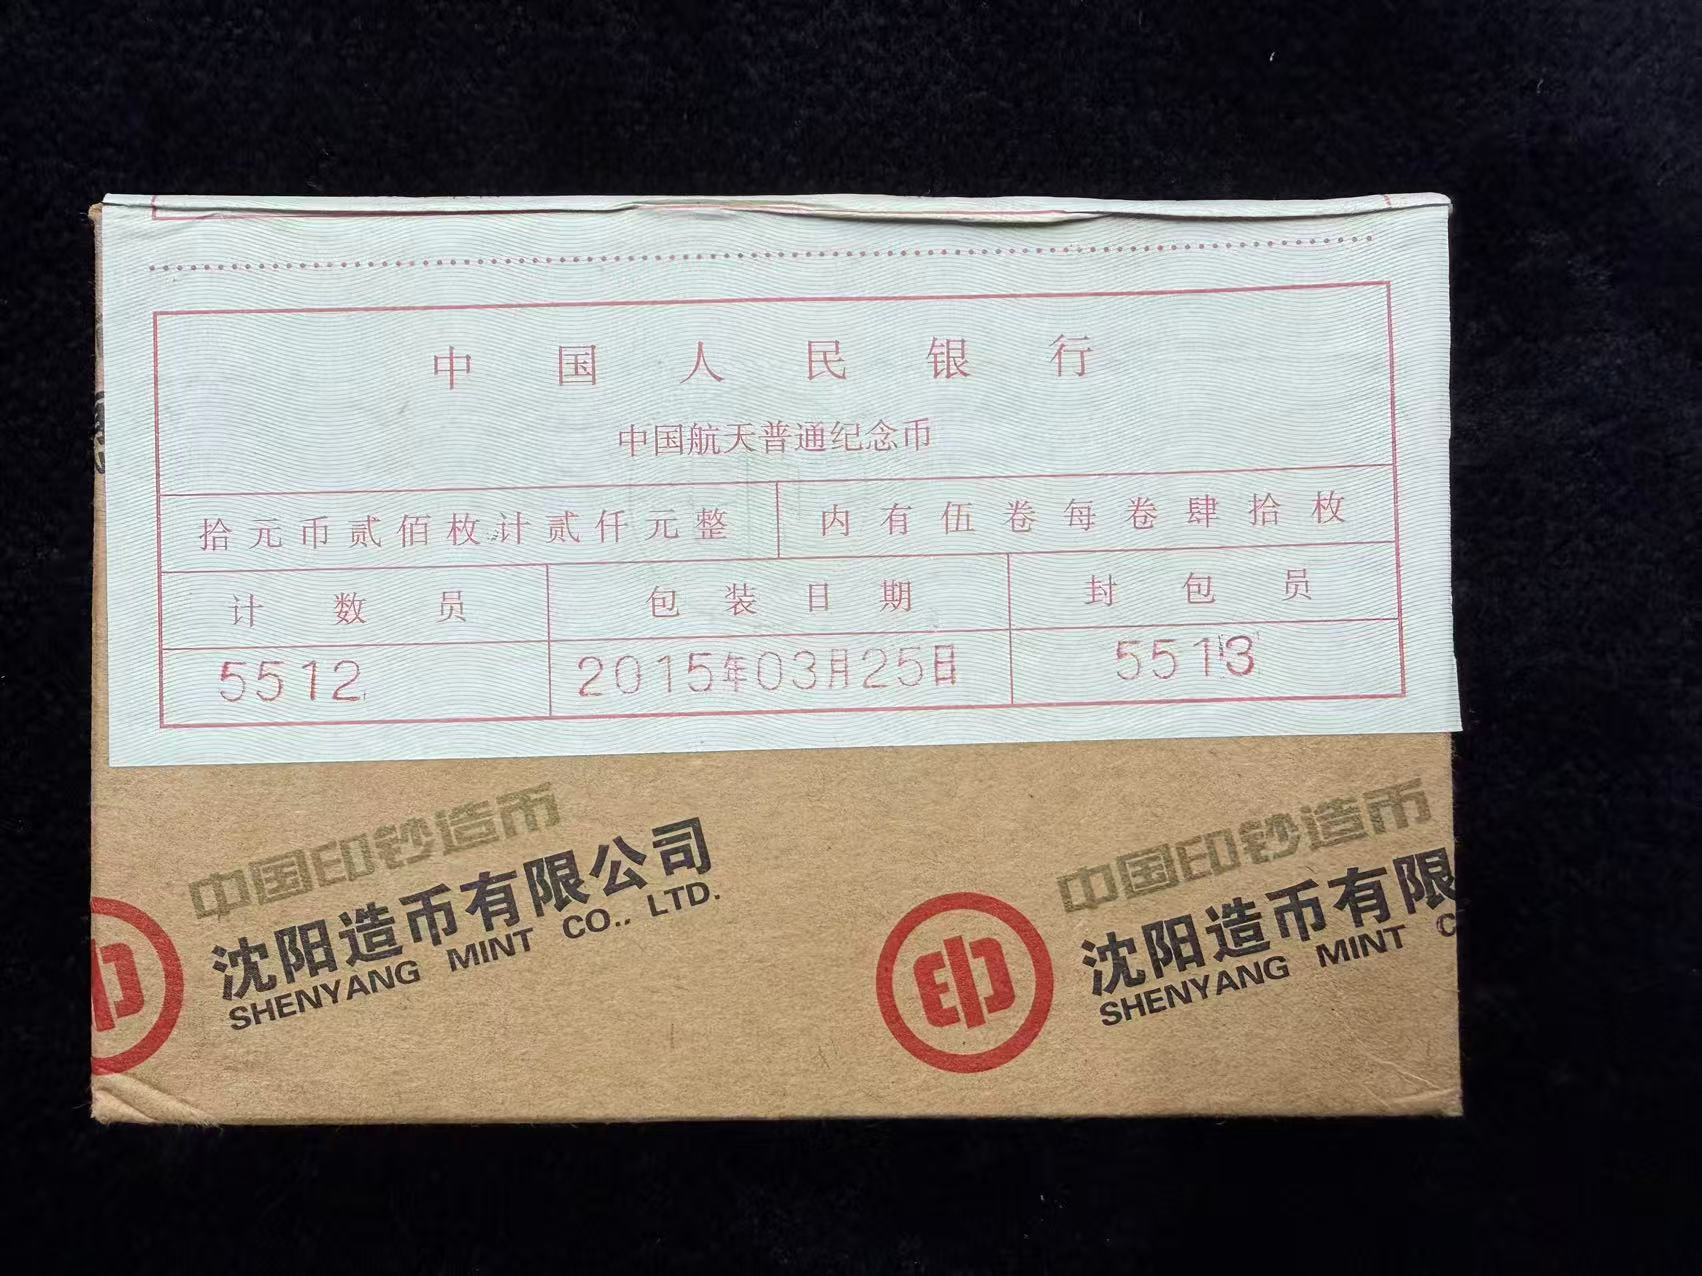 中国人民银行
中国航天普通纪念币
拾元币贰佰枚计贰仟元整 内有伍卷每卷肆拾枚
计数员 包装日期 封包员
5512 2015年03月25日 5513
中国印钞造币
沈阳造币有限公司
SHENYANG MINT CO., LTD.
中国印钞造币
沈阳造币有限
SHENYANG MINT C